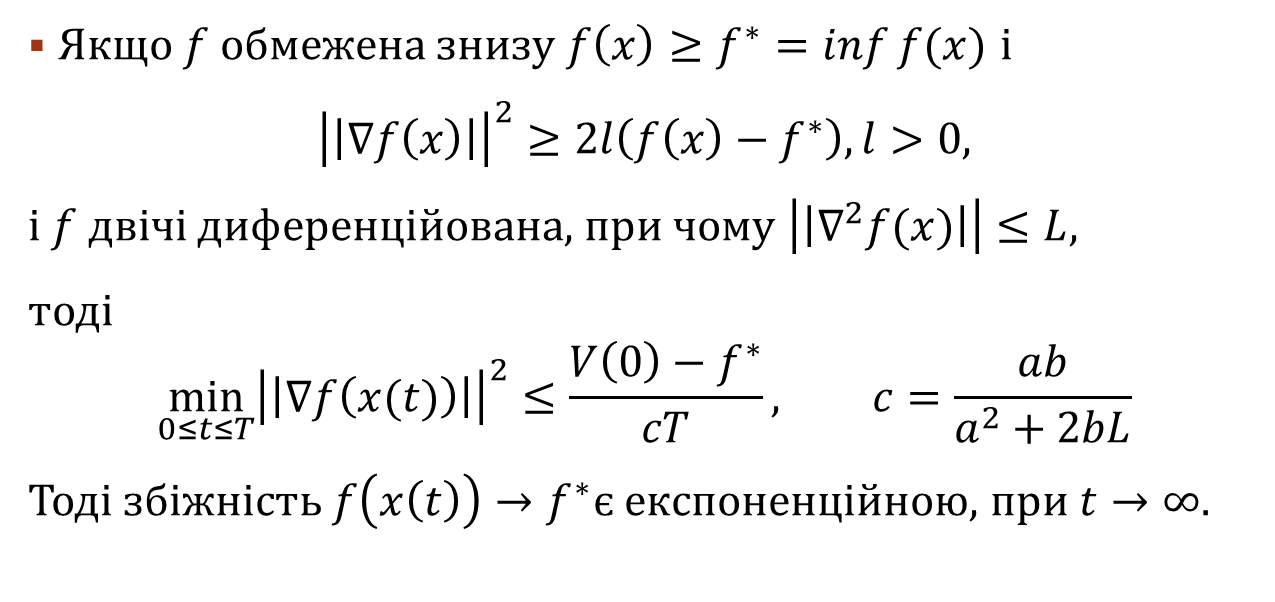 ▪ Якщо f обмежена знизу f(x) ≥ f* = inf f(x) і
||∇f(x)||² ≥ 2l(f(x) − f*), l > 0,
і f двічі диференційована, при чому ||∇²f(x)|| ≤ L,
тоді
min_{0≤t≤T} ||∇f(x(t))||² ≤ (V(0) − f*)/(cT), c = ab/(a² + 2bL)
Тоді збіжність f(x(t)) → f*є експоненційною, при t → ∞.